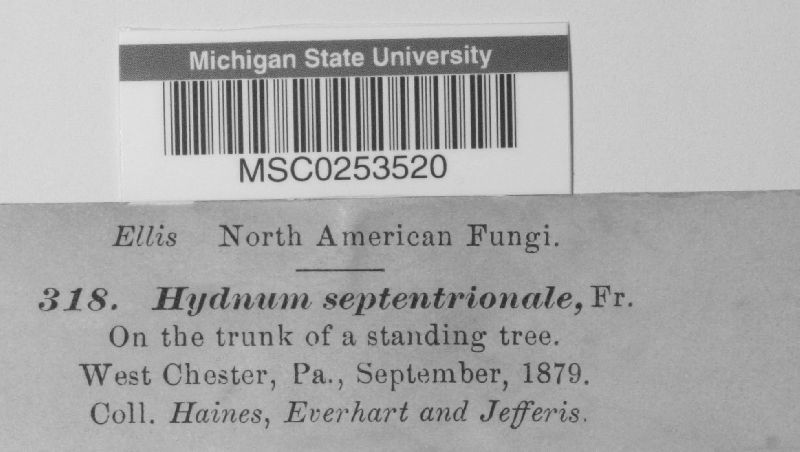 Michigan State University
MSC0253520
Ellis North American Fungi.
318. Hydnum septentrionale, Fr.
On the trunk of a standing tree.
West Chester, Pa., September, 1879.
Coll. Haines, Everhart and Jefferis.